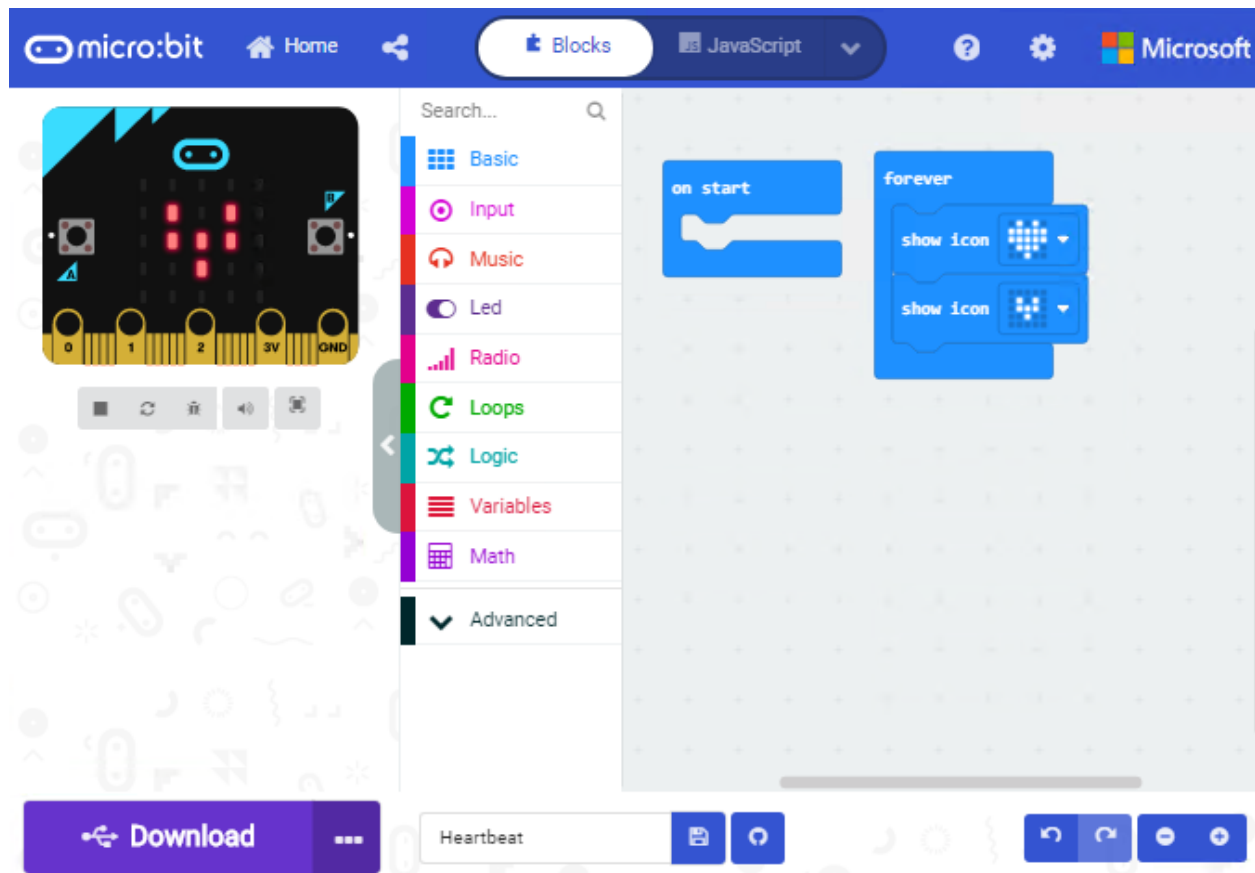 micro:bit Home Blocks JS JavaScript ? Microsoft
Search...
Basic
Input
Music
Led
Radio
Loops
Logic
Variables
Math
Advanced
B
A
0 1 2 3V GND
on start
forever
show icon
show icon
Download ...
Heartbeat